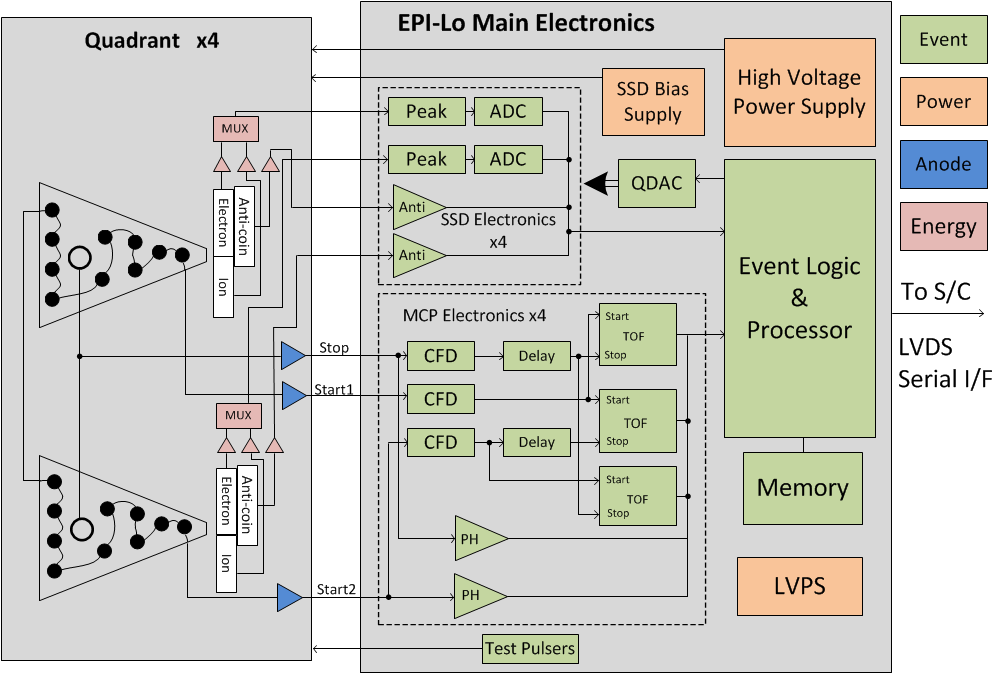 Quadrant x4
EPI-Lo Main Electronics
Event
Power
Anode
Energy
High Voltage
Power Supply
SSD Bias
Supply
MUX
Peak
ADC
Peak
ADC
QDAC
Anti
Anti
SSD Electronics
x4
Electron
Anti-coin
Ion
Event Logic
&
Processor
To S/C
LVDS
Serial I/F
MCP Electronics x4
Stop
Start1
CFD
Delay
CFD
CFD
Delay
Start
TOF
Stop
Start
TOF
Stop
Start
TOF
Stop
MUX
Electron
Anti-coin
Ion
PH
PH
Start2
Memory
LVPS
Test Pulsers